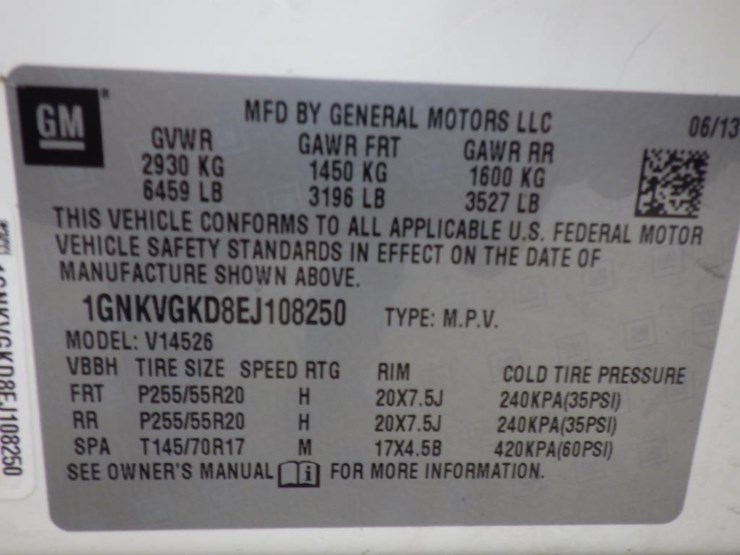 GM
MFD BY GENERAL MOTORS LLC 06/13
GVWR GAWR FRT GAWR RR
2930 KG 1450 KG 1600 KG
6459 LB 3196 LB 3527 LB
THIS VEHICLE CONFORMS TO ALL APPLICABLE U.S. FEDERAL MOTOR
VEHICLE SAFETY STANDARDS IN EFFECT ON THE DATE OF
MANUFACTURE SHOWN ABOVE.
1GNKVGKD8EJ108250 TYPE: M.P.V.
MODEL: V14526
VBBH TIRE SIZE SPEED RTG RIM COLD TIRE PRESSURE
FRT P255/55R20 H 20X7.5J 240KPA(35PSI)
RR P255/55R20 H 20X7.5J 240KPA(35PSI)
SPA T145/70R17 M 17X4.5B 420KPA(60PSI)
SEE OWNER'S MANUAL i FOR MORE INFORMATION.
1GNKVGKD8EJ108250